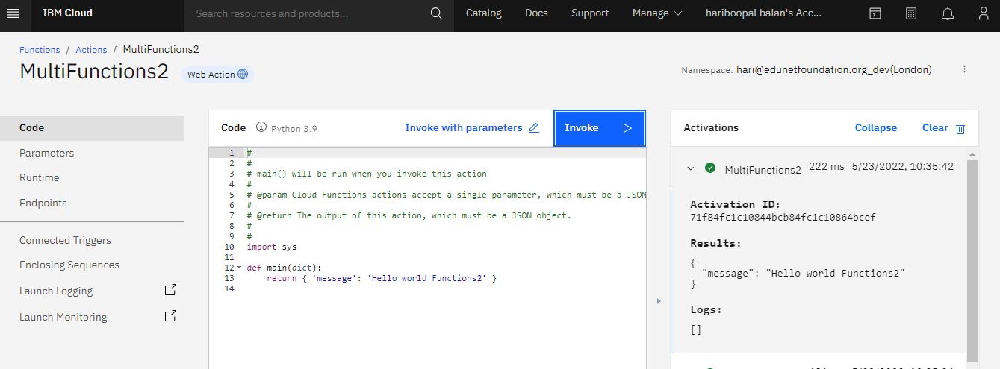 IBM Cloud
Search resources and products...
Catalog
Docs
Support
Manage
hariboopal balan's Acc...
Functions / Actions / MultiFunctions2
MultiFunctions2
Web Action
Namespace: hari@edunetfoundation.org_dev(London)
Code
Parameters
Runtime
Endpoints
Connected Triggers
Enclosing Sequences
Launch Logging
Launch Monitoring
Code
Python 3.9
Invoke with parameters
Invoke
1 #
2 #
3 # main() will be run when you invoke this action
4 #
5 # @param Cloud Functions actions accept a single parameter, which must be a JSON
6 #
7 # @return The output of this action, which must be a JSON object.
8 #
9 #
10 import sys
11
12 def main(dict):
13     return { 'message': 'Hello world Functions2' }
14
Activations
Collapse
Clear
MultiFunctions2 222 ms 5/23/2022, 10:35:42
Activation ID:
71f84fc1c10844bcb84fc1c10864bcef
Results:
{
  "message": "Hello world Functions2"
}
Logs:
[]